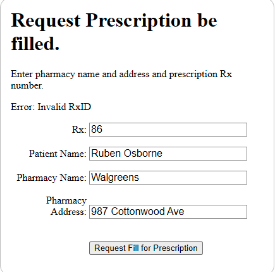 Request Prescription be
filled.
Enter pharmacy name and address and prescription Rx
number.
Error: Invalid RxID
Rx: 86
Patient Name: Ruben Osborne
Pharmacy Name: Walgreens
Pharmacy
Address: 987 Cottonwood Ave
Request Fill for Prescription